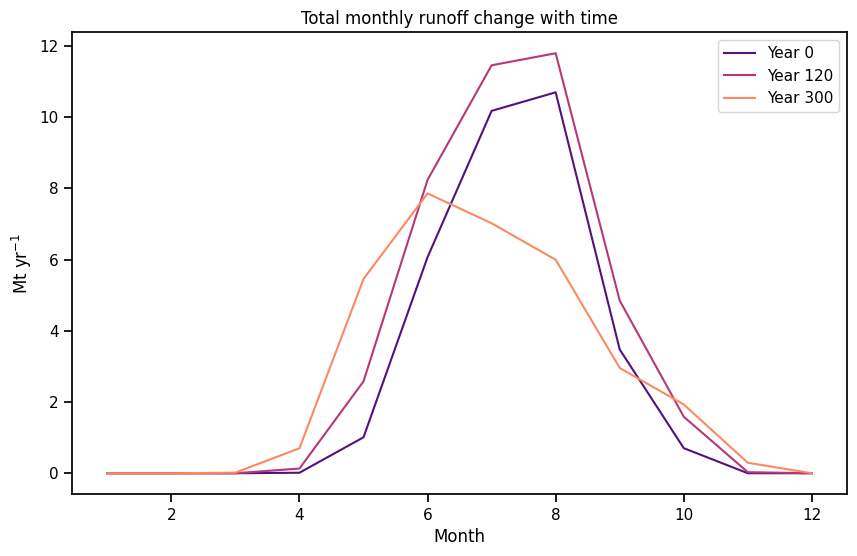 Total monthly runoff change with time
Year 0
Year 120
Year 300
12
10
8
6
4
2
0
Mt yr⁻¹
2 4 6 8 10 12
Month